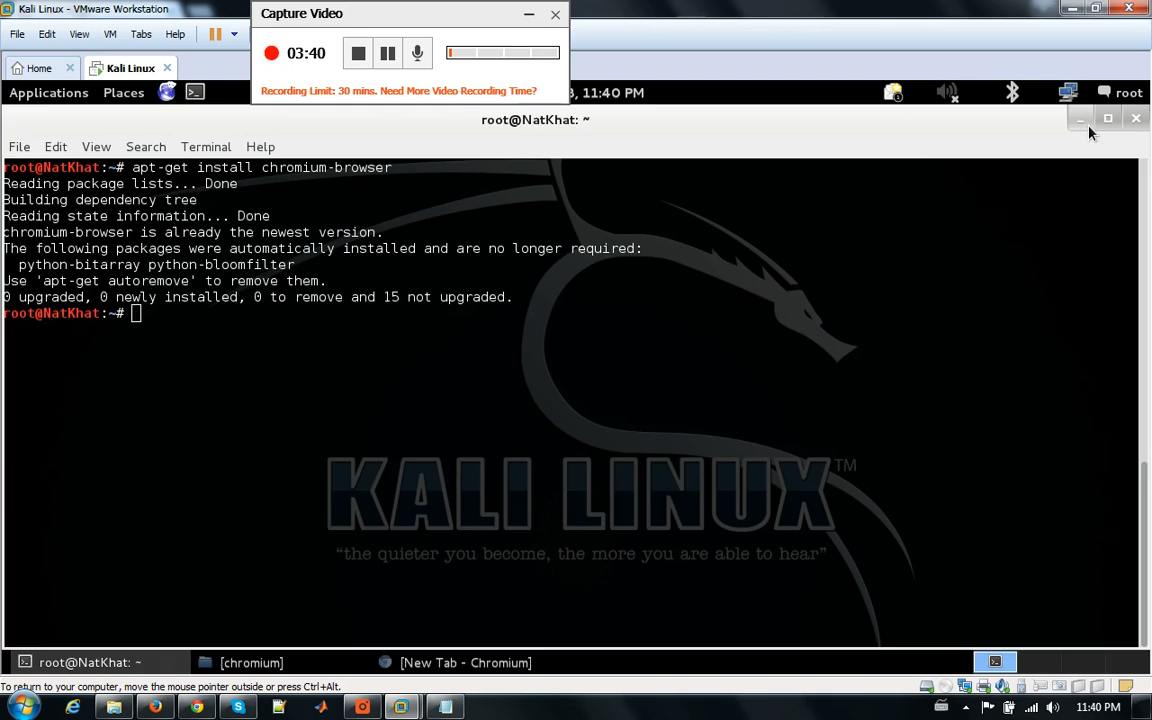 Kali Linux - VMware Workstation
Capture Video
File Edit View VM Tabs Help
03:40
Home Kali Linux
Recording Limit: 30 mins. Need More Video Recording Time?
Applications Places 3, 11:40 PM root
root@NatKhat: ~
File Edit View Search Terminal Help
root@NatKhat:~# apt-get install chromium-browser
Reading package lists... Done
Building dependency tree
Reading state information... Done
chromium-browser is already the newest version.
The following packages were automatically installed and are no longer required:
python-bitarray python-bloomfilter
Use 'apt-get autoremove' to remove them.
0 upgraded, 0 newly installed, 0 to remove and 15 not upgraded.
root@NatKhat:~#
KALI LINUX™
“the quieter you become, the more you are able to hear”
root@NatKhat: ~ [chromium] [New Tab - Chromium]
To return to your computer, move the mouse pointer outside or press Ctrl+Alt.
11:40 PM